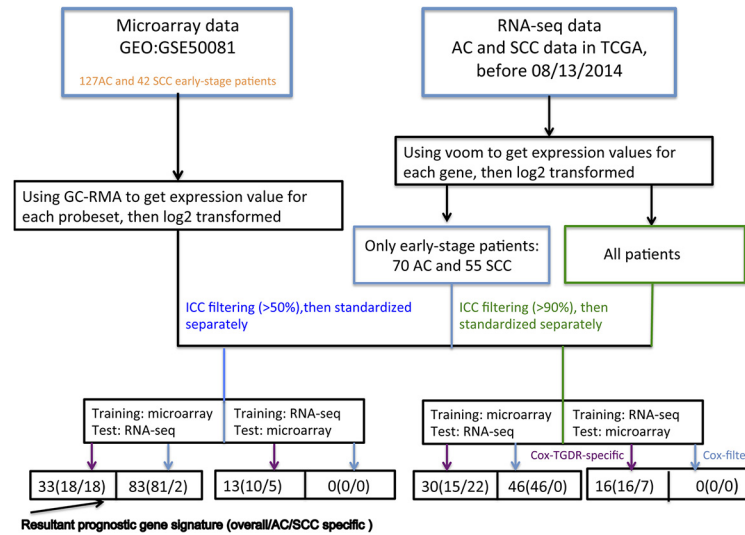 Microarray data
GEO:GSE50081
127AC and 42 SCC early-stage patients
RNA-seq data
AC and SCC data in TCGA,
before 08/13/2014
Using voom to get expression values for
each gene, then log2 transformed
Using GC-RMA to get expression value for
each probeset, then log2 transformed
Only early-stage patients:
70 AC and 55 SCC
All patients
ICC filtering (>50%),then standardized
separately
ICC filtering (>90%), then
standardized separately
Training: microarray
Test: RNA-seq
Training: RNA-seq
Test: microarray
Training: microarray
Test: RNA-seq
Training: RNA-seq
Test: microarray
Cox-TGDR-specific
Cox-filte
33(18/18)
83(81/2)
13(10/5)
0(0/0)
30(15/22)
46(46/0)
16(16/7)
0(0/0)
Resultant prognostic gene signature (overall/AC/SCC specific )